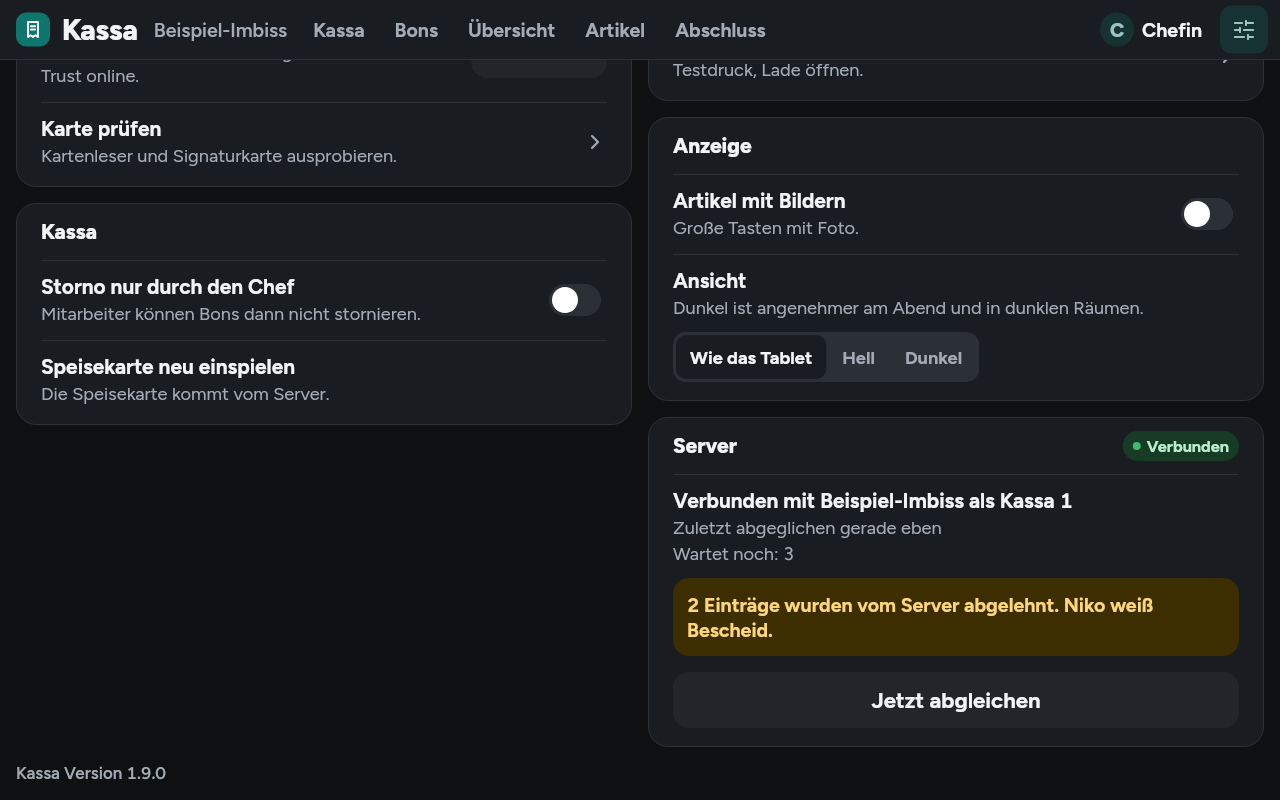 Kassa
Beispiel-Imbiss
Kassa
Bons
Übersicht
Artikel
Abschluss
C
Chefin
Trust online.
Karte prüfen
Kartenleser und Signaturkarte ausprobieren.
Kassa
Storno nur durch den Chef
Mitarbeiter können Bons dann nicht stornieren.
Speisekarte neu einspielen
Die Speisekarte kommt vom Server.
Testdruck, Lade öffnen.
Anzeige
Artikel mit Bildern
Große Tasten mit Foto.
Ansicht
Dunkel ist angenehmer am Abend und in dunklen Räumen.
Wie das Tablet
Hell
Dunkel
Server
Verbunden
Verbunden mit Beispiel-Imbiss als Kassa 1
Zuletzt abgeglichen gerade eben
Wartet noch: 3
2 Einträge wurden vom Server abgelehnt. Niko weiß
Bescheid.
Jetzt abgleichen
Kassa Version 1.9.0